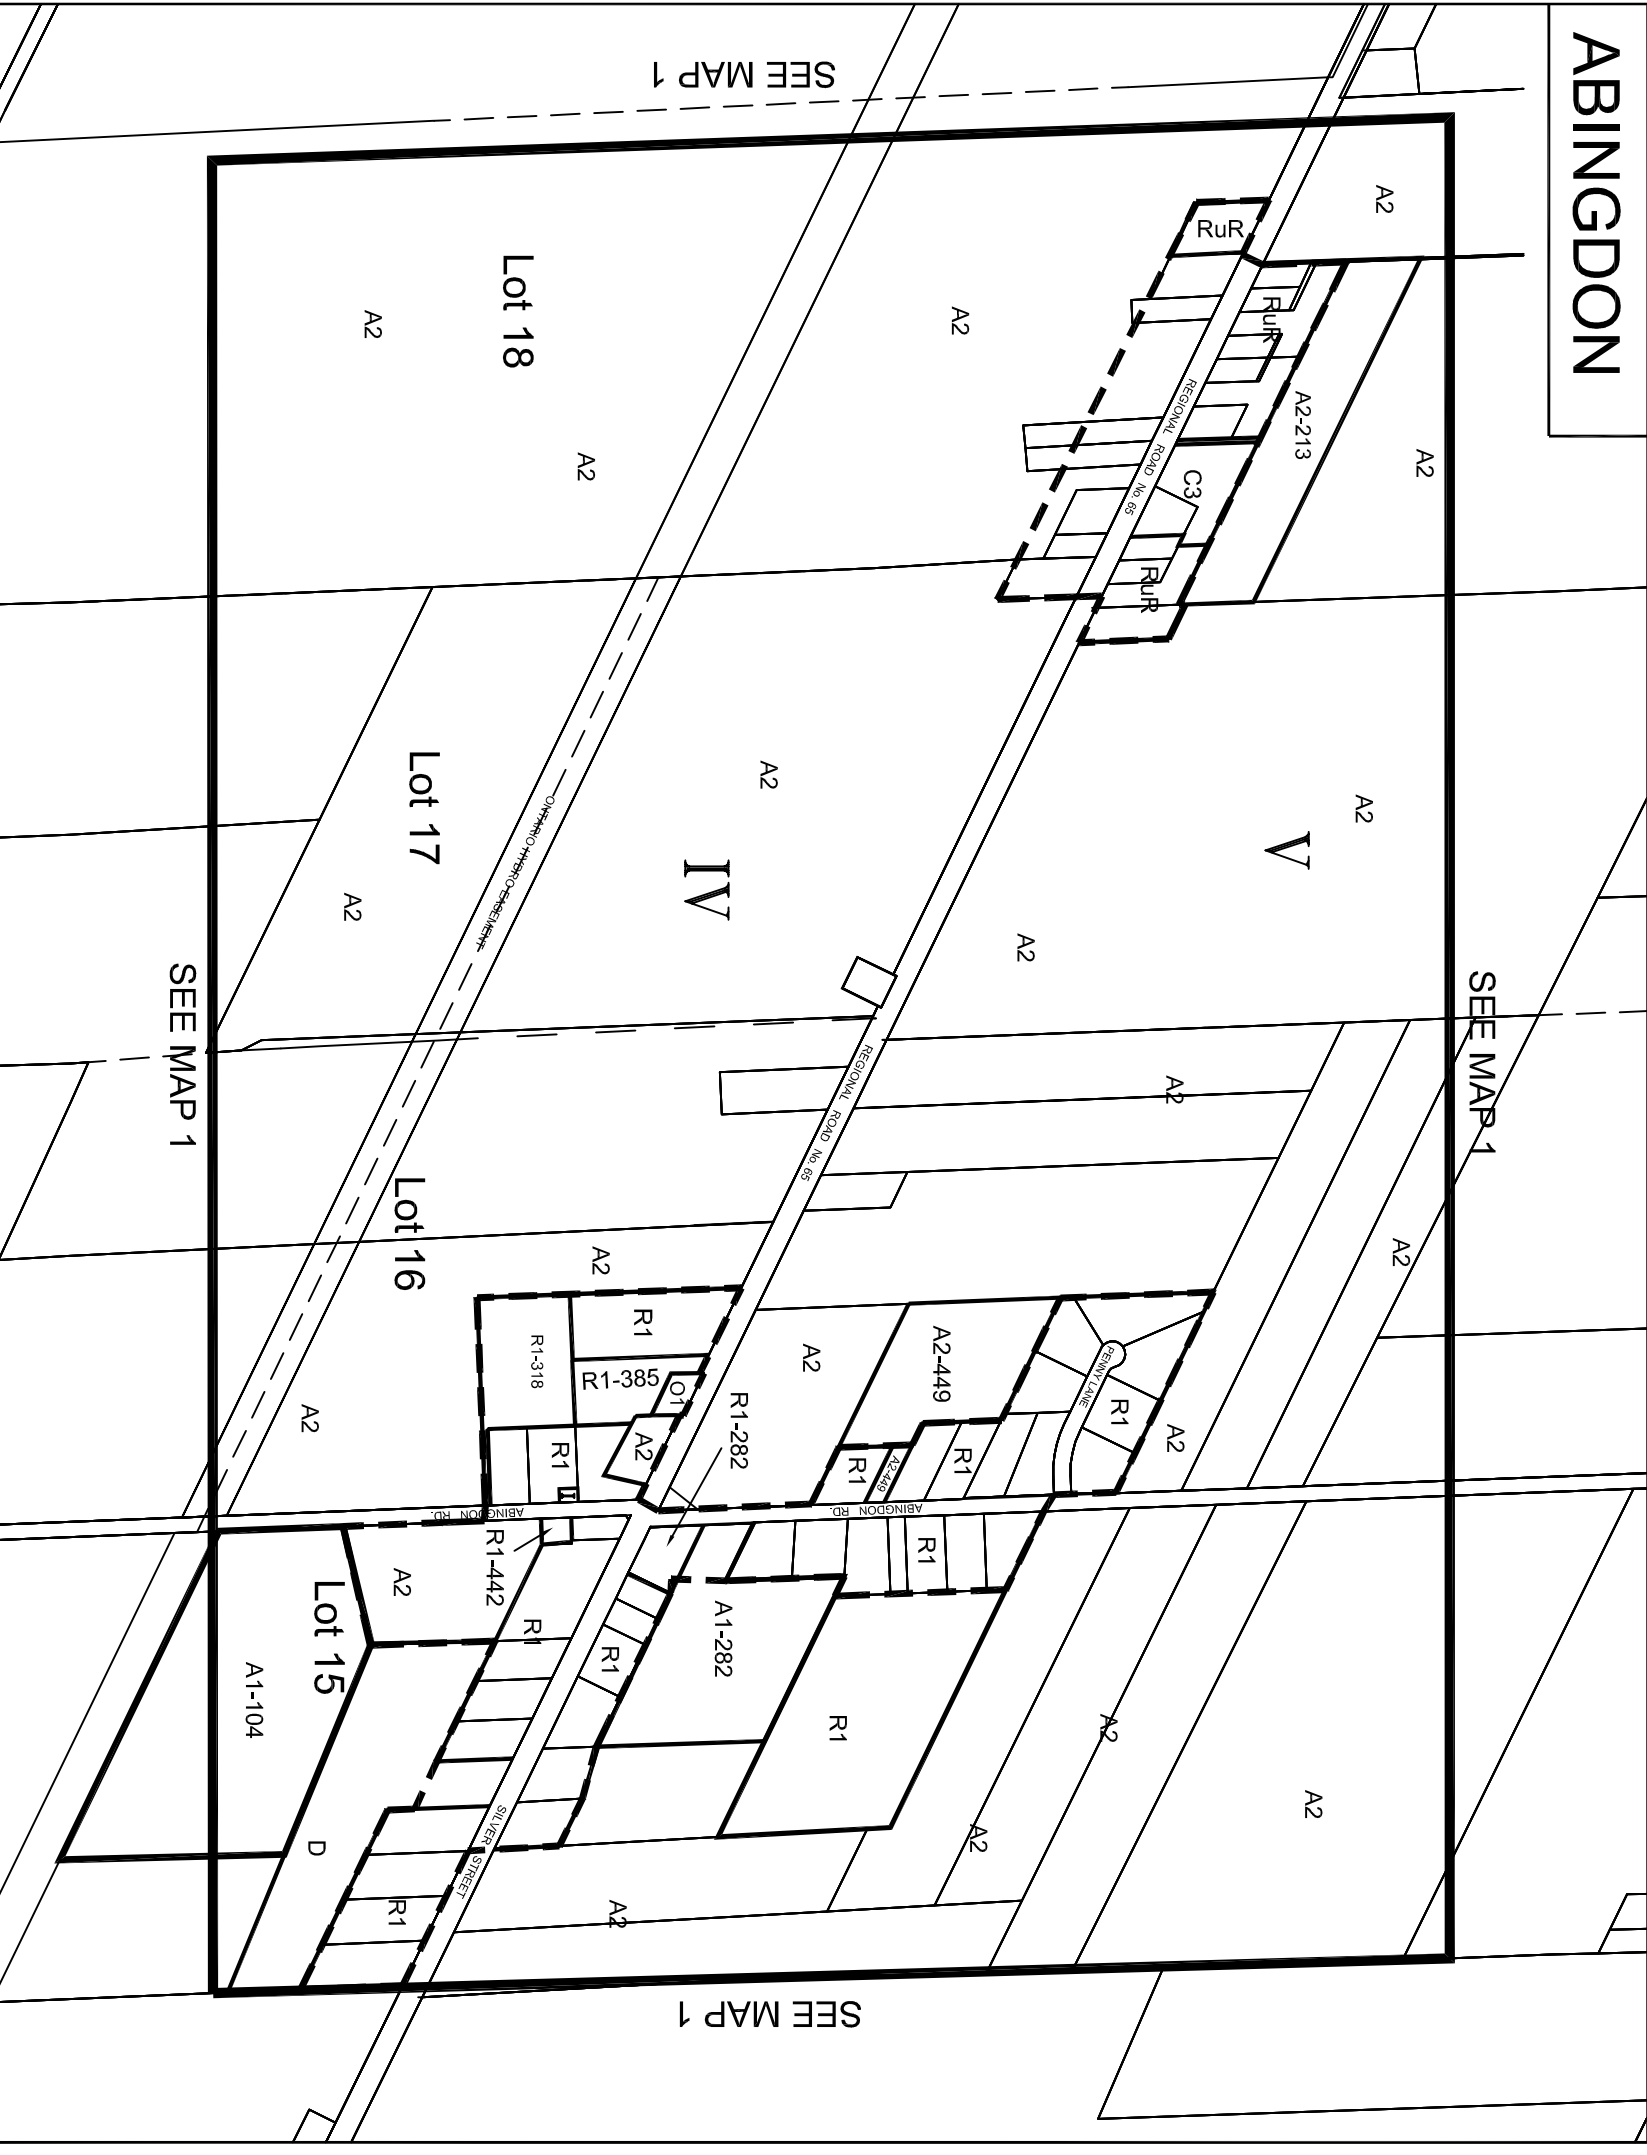 ABINGDON
SEE MAP 1
A2
A2
A2
A2
A2
V
A2-213
RuR
RuR
C3
RuR
REGIONAL ROAD No. 65
A2
A2
A2
A2
PENNY LANE
R1
A2
A2
A2
A2-449
R1
R1
A2-449
R1
A2
A2
R1
A2
R1-282
A1-282
ABINGDON RD.
REGIONAL ROAD No. 65
IV
A2
SEE MAP 1
SEE MAP 1
A2
R1
R1-385
O1
A2
R1
A2
R1-318
R1
I
R1
ABINGDON RD.
R1-442
SILVER STREET
ONTARIO HYDRO EASEMENT
Lot 18
Lot 17
Lot 16
Lot 15
A2
A2
A2
A2
R1
D
A1-104
SEE MAP 1